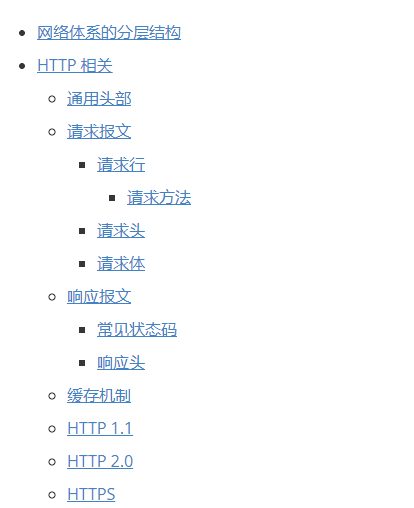 网络体系的分层结构
HTTP 相关
通用头部
请求报文
请求行
请求方法
请求头
请求体
响应报文
常见状态码
响应头
缓存机制
HTTP 1.1
HTTP 2.0
HTTPS